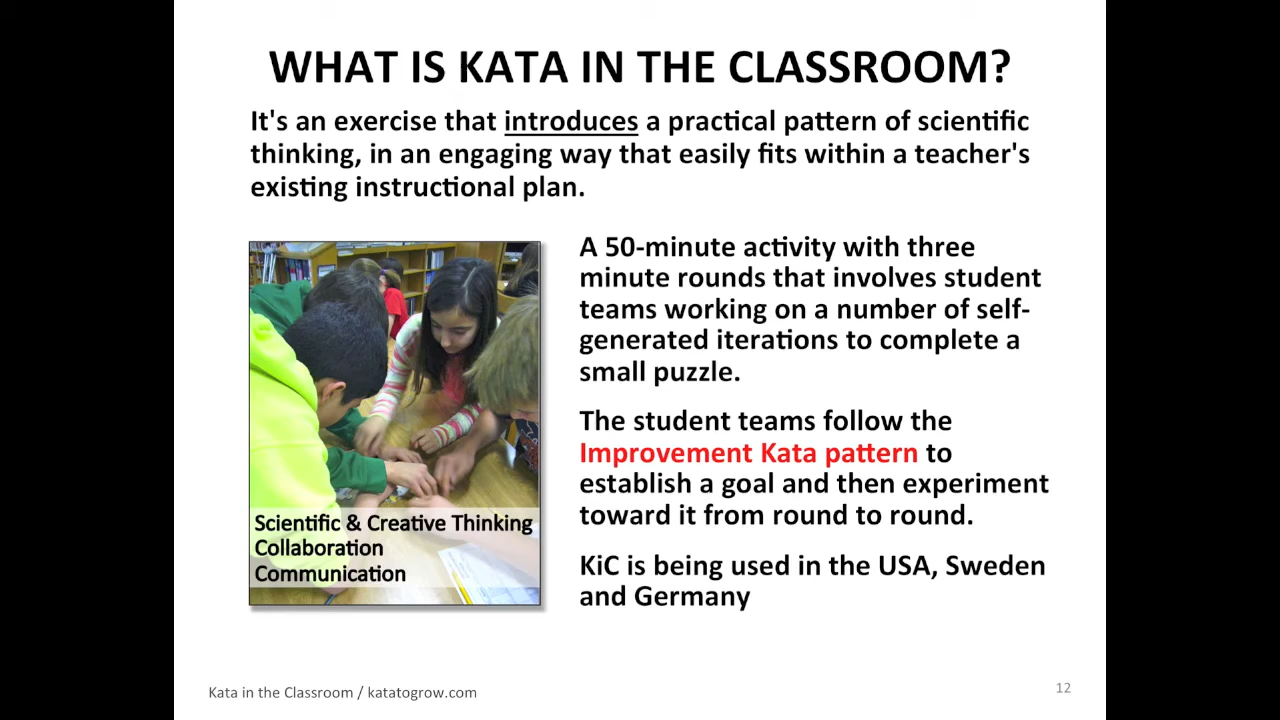 WHAT IS KATA IN THE CLASSROOM?
It's an exercise that introduces a practical pattern of scientific
thinking, in an engaging way that easily fits within a teacher's
existing instructional plan.
A 50-minute activity with three
minute rounds that involves student
teams working on a number of self-
generated iterations to complete a
small puzzle.
The student teams follow the
Improvement Kata pattern to
establish a goal and then experiment
toward it from round to round.
KiC is being used in the USA, Sweden
and Germany
Scientific & Creative Thinking
Collaboration
Communication
Kata in the Classroom / katatogrow.com
12